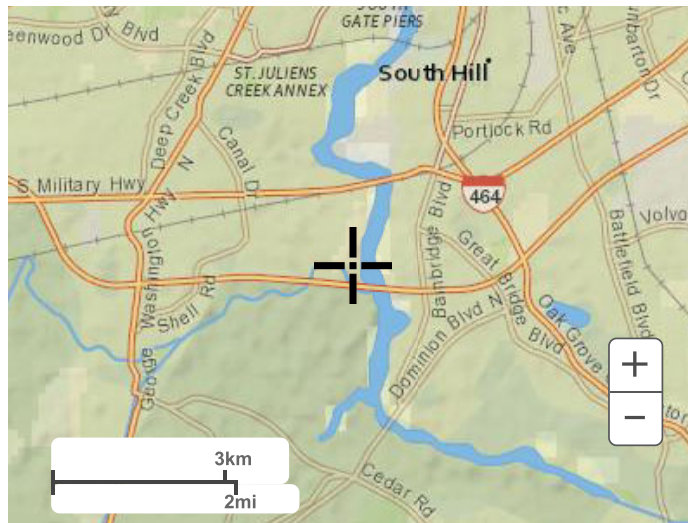 SOUTH
GATE PIERS
Dr Blvd
ST. JULIENS
CREEK ANNEX
South Hill
Ave
Deep Creek Blvd
Canal Dr
Portlock Rd
S Military Hwy
464
George Washington Hwy N
Bainbridge Blvd
Great Bridge Blvd
Battlefield Blvd
Volvo
Shell Rd
Dominion Blvd N
Oak Grove
+
−
Cedar Rd
3km
2mi